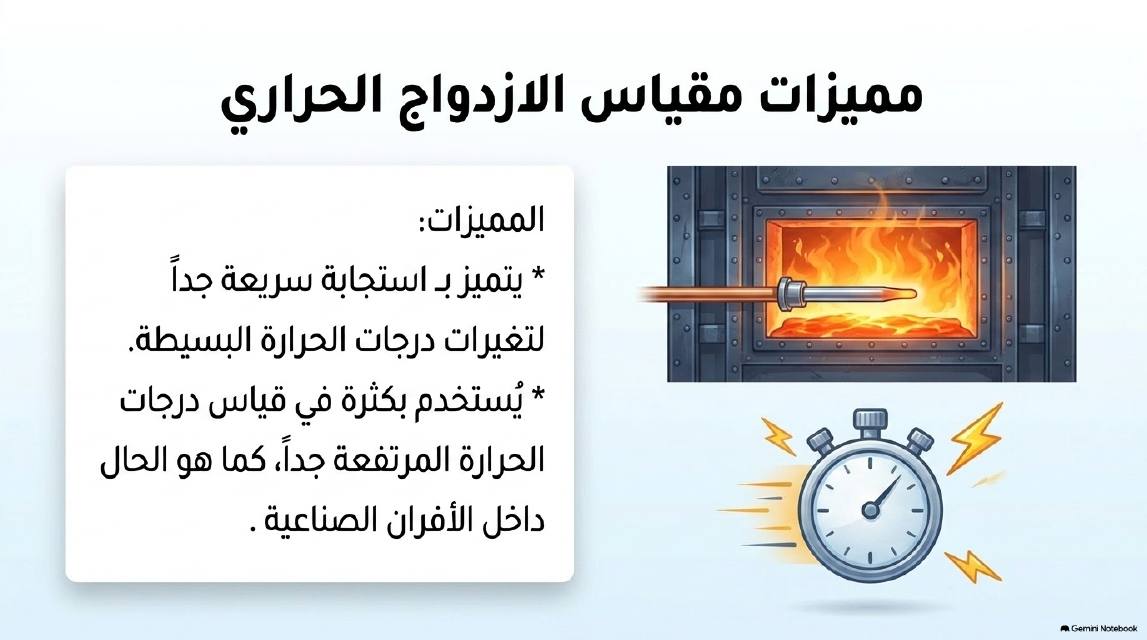 مميزات مقياس الازدواج الحراري
المميزات:
* يتميز بـ استجابة سريعة جداً
لتغيرات درجات الحرارة البسيطة.
* يُستخدم بكثرة في قياس درجات
الحرارة المرتفعة جداً، كما هو الحال
داخل الأفران الصناعية .
Gemini Notebook